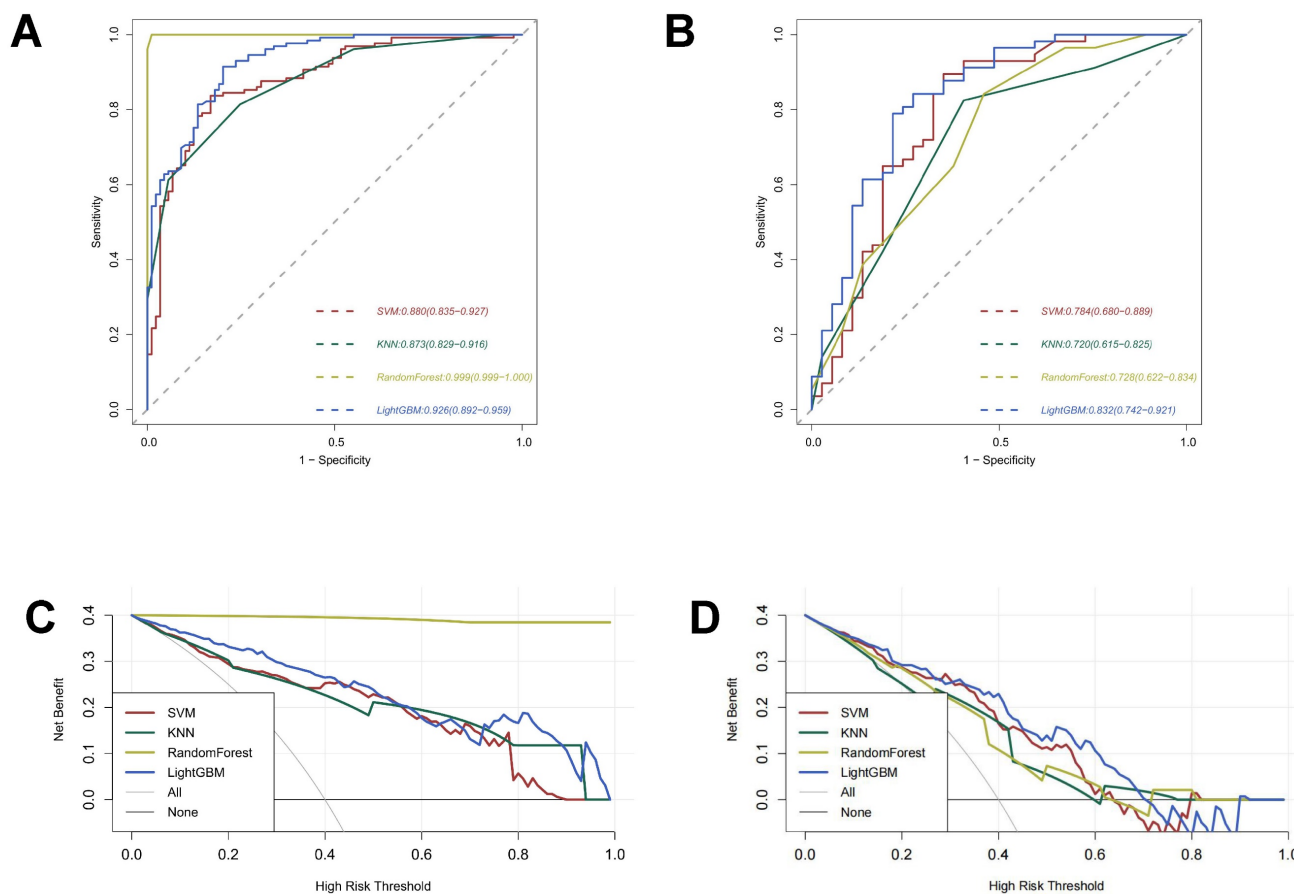 A
1.0
0.8
0.6
0.4
0.2
0.0
Sensitivity
SVM:0.880(0.835−0.927)
KNN:0.873(0.829−0.916)
RandomForest:0.999(0.999−1.000)
LightGBM:0.926(0.892−0.959)
0.0
0.5
1.0
1 − Specificity
B
1.0
0.8
0.6
0.4
0.2
0.0
Sensitivity
SVM:0.784(0.680−0.889)
KNN:0.720(0.615−0.825)
RandomForest:0.728(0.622−0.834)
LightGBM:0.832(0.742−0.921)
0.0
0.5
1.0
1 − Specificity
C
0.4
0.3
0.2
0.1
0.0
Net Benefit
SVM
KNN
RandomForest
LightGBM
All
None
0.0
0.2
0.4
0.6
0.8
1.0
High Risk Threshold
D
0.4
0.3
0.2
0.1
0.0
Net Benefit
SVM
KNN
RandomForest
LightGBM
All
None
0.0
0.2
0.4
0.6
0.8
1.0
High Risk Threshold